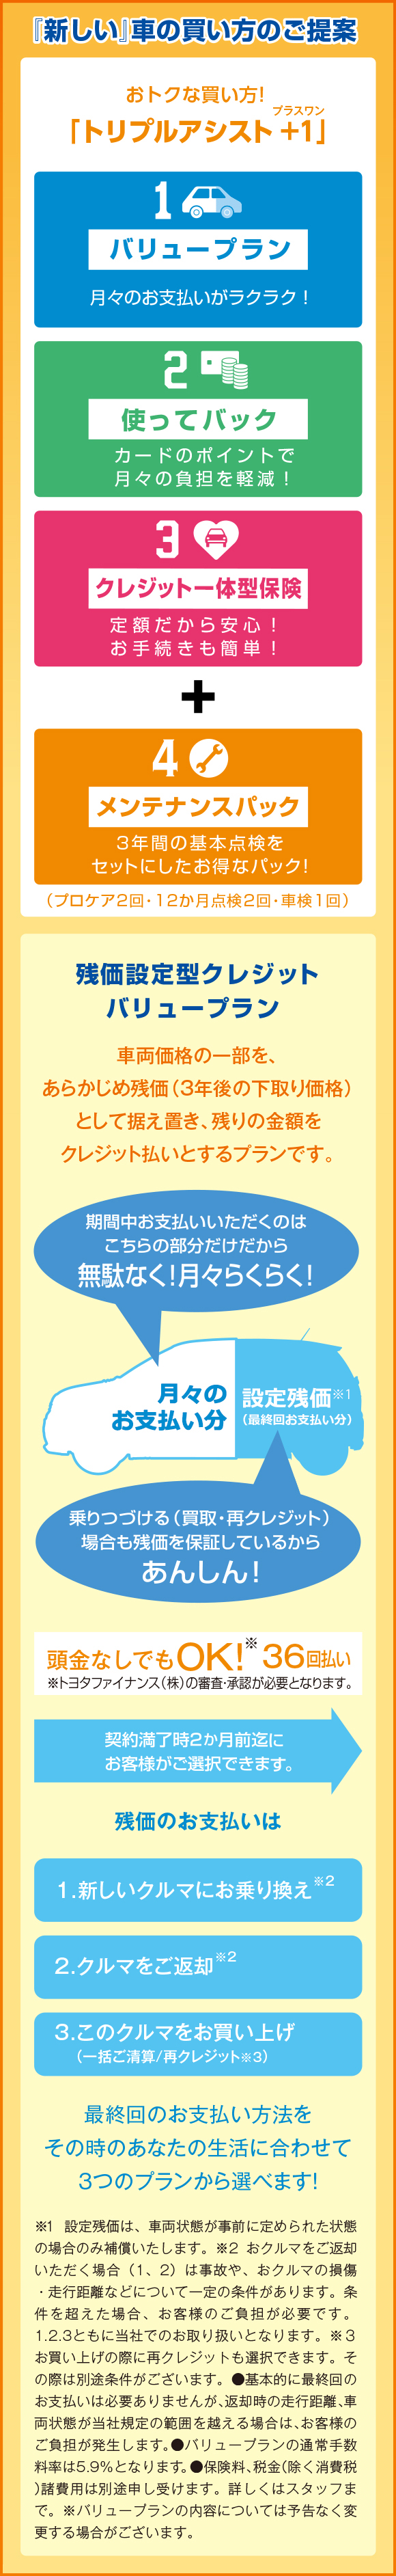 『新しい』車の買い方のご提案
おトクな買い方!
プラスワン
「トリプルアシスト+1」
1
バリュープラン
月々のお支払いがラクラク！
2
使ってバック
カードのポイントで
月々の負担を軽減！
3
クレジット一体型保険
定額だから安心！
お手続きも簡単！
+
4
メンテナンスパック
3年間の基本点検を
セットにしたお得なパック!
（プロケア2回・12か月点検2回・車検1回）
残価設定型クレジット
バリュープラン
車両価格の一部を、
あらかじめ残価（3年後の下取り価格）
として据え置き、残りの金額を
クレジット払いとするプランです。
期間中お支払いいただくのは
こちらの部分だけだから
無駄なく！月々らくらく！
月々の
お支払い分
設定残価※1
（最終回お支払い分）
乗りつづける（買取・再クレジット）
場合も残価を保証しているから
あんしん！
頭金なしでもOK!※ 36回払い
※トヨタファイナンス（株）の審査・承認が必要となります。
契約満了時2か月前迄に
お客様がご選択できます。
残価のお支払いは
1.新しいクルマにお乗り換え※2
2.クルマをご返却※2
3.このクルマをお買い上げ
（一括ご清算/再クレジット※3）
最終回のお支払い方法を
その時のあなたの生活に合わせて
3つのプランから選べます!
※1 設定残価は、車両状態が事前に定められた状態
の場合のみ補償いたします。※2 おクルマをご返却
いただく場合（1、2）は事故や、おクルマの損傷
・走行距離などについて一定の条件があります。条
件を超えた場合、お客様のご負担が必要です。
1.2.3ともに当社でのお取り扱いとなります。※3
お買い上げの際に再クレジットも選択できます。そ
の際は別途条件がございます。●基本的に最終回の
お支払いは必要ありませんが、返却時の走行距離、車
両状態が当社規定の範囲を越える場合は、お客様の
ご負担が発生します。●バリュープランの通常手数
料率は5.9%となります。●保険料、税金（除く消費税
）諸費用は別途申し受けます。詳しくはスタッフま
で。※バリュープランの内容については予告なく変
更する場合がございます。